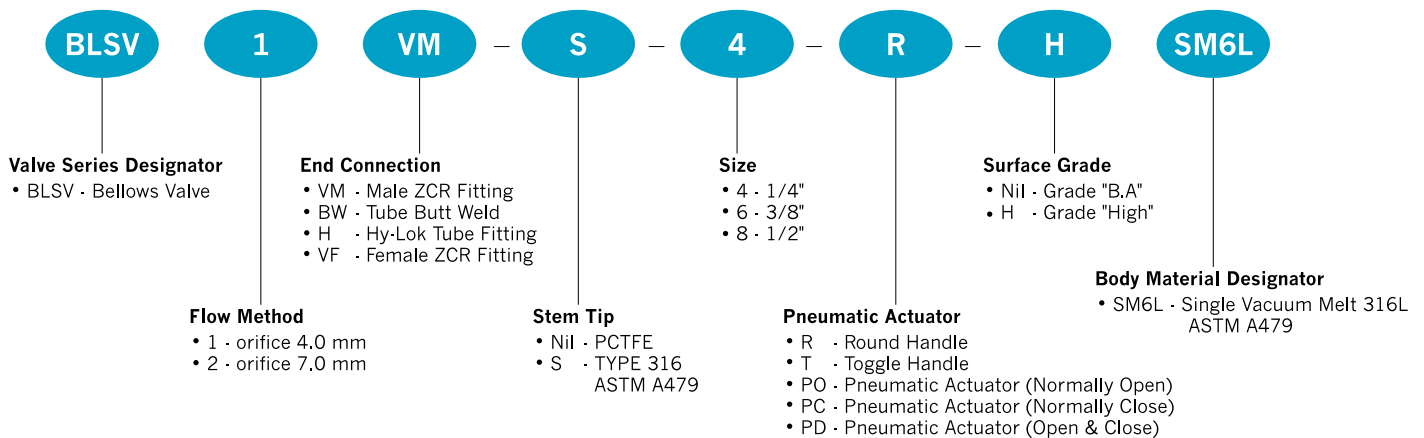 BLSV 1 VM - S - 4 - R - H SM6L
Valve Series Designator
• BLSV - Bellows Valve
End Connection
• VM - Male ZCR Fitting
• BW - Tube Butt Weld
• H - Hy-Lok Tube Fitting
• VF - Female ZCR Fitting
Size
• 4 - 1/4"
• 6 - 3/8"
• 8 - 1/2"
Surface Grade
• Nil - Grade "B.A"
• H - Grade "High"
Body Material Designator
• SM6L - Single Vacuum Melt 316L
ASTM A479
Flow Method
• 1 - orifice 4.0 mm
• 2 - orifice 7.0 mm
Stem Tip
• Nil - PCTFE
• S - TYPE 316
ASTM A479
Pneumatic Actuator
• R - Round Handle
• T - Toggle Handle
• PO - Pneumatic Actuator (Normally Open)
• PC - Pneumatic Actuator (Normally Close)
• PD - Pneumatic Actuator (Open & Close)